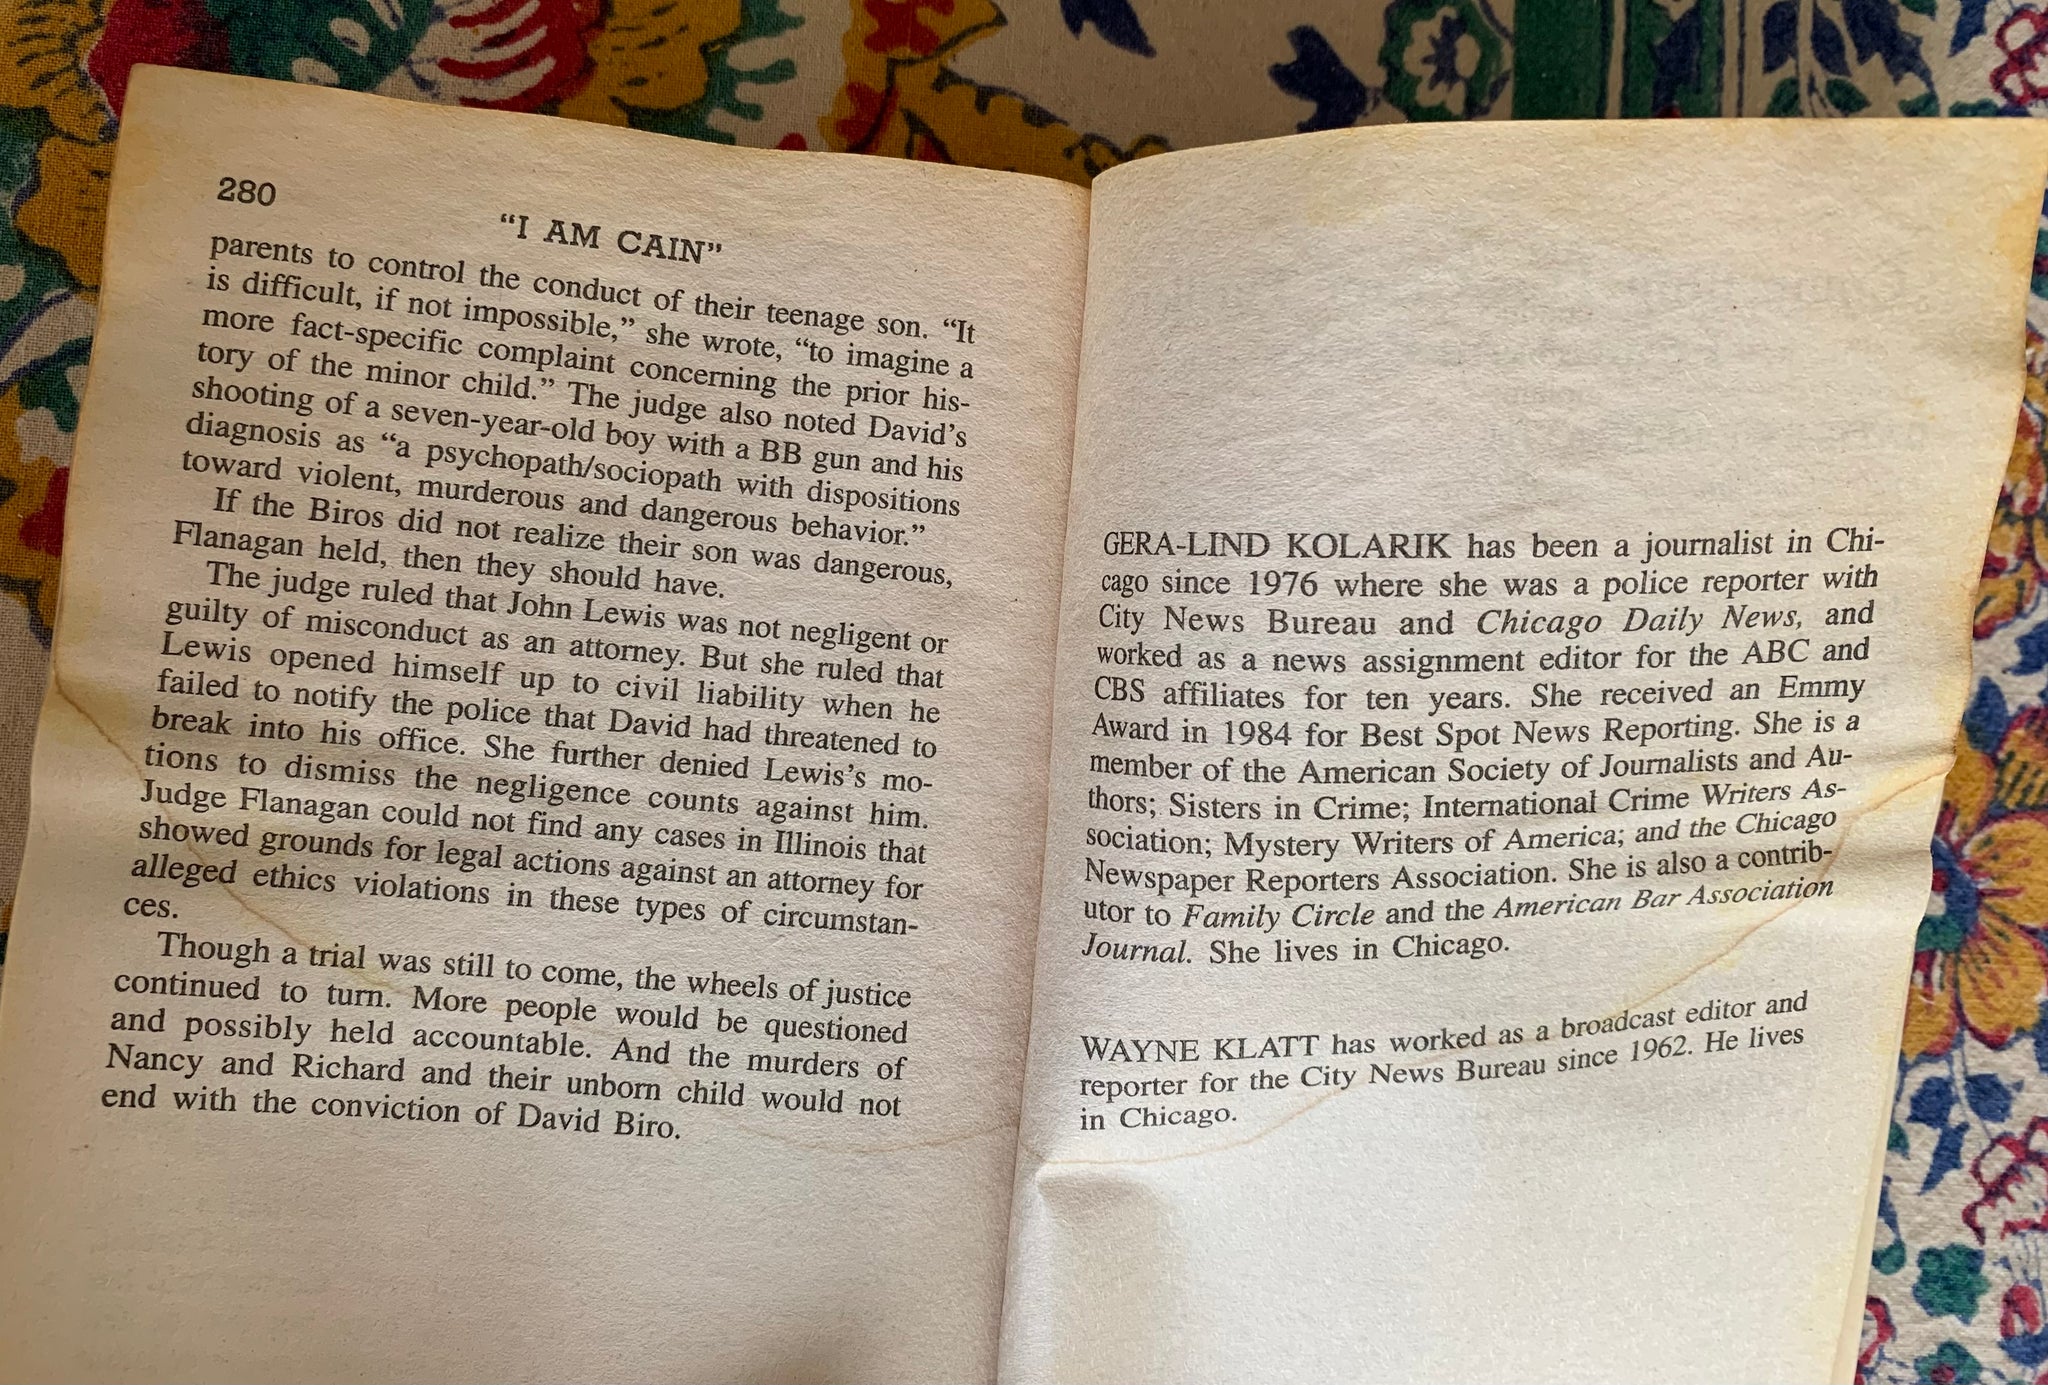 280
“I AM CAIN”
parents to control the conduct of their teenage son. “It
is difficult, if not impossible,” she wrote, “to imagine a
more fact-specific complaint concerning the prior his-
tory of the minor child.” The judge also noted David’s
shooting of a seven-year-old boy with a BB gun and his
diagnosis as “a psychopath/sociopath with dispositions
toward violent, murderous and dangerous behavior.”
If the Biros did not realize their son was dangerous,
Flanagan held, then they should have.
The judge ruled that John Lewis was not negligent or
guilty of misconduct as an attorney. But she ruled that
Lewis opened himself up to civil liability when he
failed to notify the police that David had threatened to
break into his office. She further denied Lewis’s mo-
tions to dismiss the negligence counts against him.
Judge Flanagan could not find any cases in Illinois that
showed grounds for legal actions against an attorney for
alleged ethics violations in these types of circumstan-
ces.
Though a trial was still to come, the wheels of justice
continued to turn. More people would be questioned
and possibly held accountable. And the murders of
Nancy and Richard and their unborn child would not
end with the conviction of David Biro.
GERA-LIND KOLARIK has been a journalist in Chi-
cago since 1976 where she was a police reporter with
City News Bureau and Chicago Daily News, and
worked as a news assignment editor for the ABC and
CBS affiliates for ten years. She received an Emmy
Award in 1984 for Best Spot News Reporting. She is a
member of the American Society of Journalists and Au-
thors; Sisters in Crime; International Crime Writers As-
sociation; Mystery Writers of America; and the Chicago
Newspaper Reporters Association. She is also a contrib-
utor to Family Circle and the American Bar Association
Journal. She lives in Chicago.
WAYNE KLATT has worked as a broadcast editor and
reporter for the City News Bureau since 1962. He lives
in Chicago.